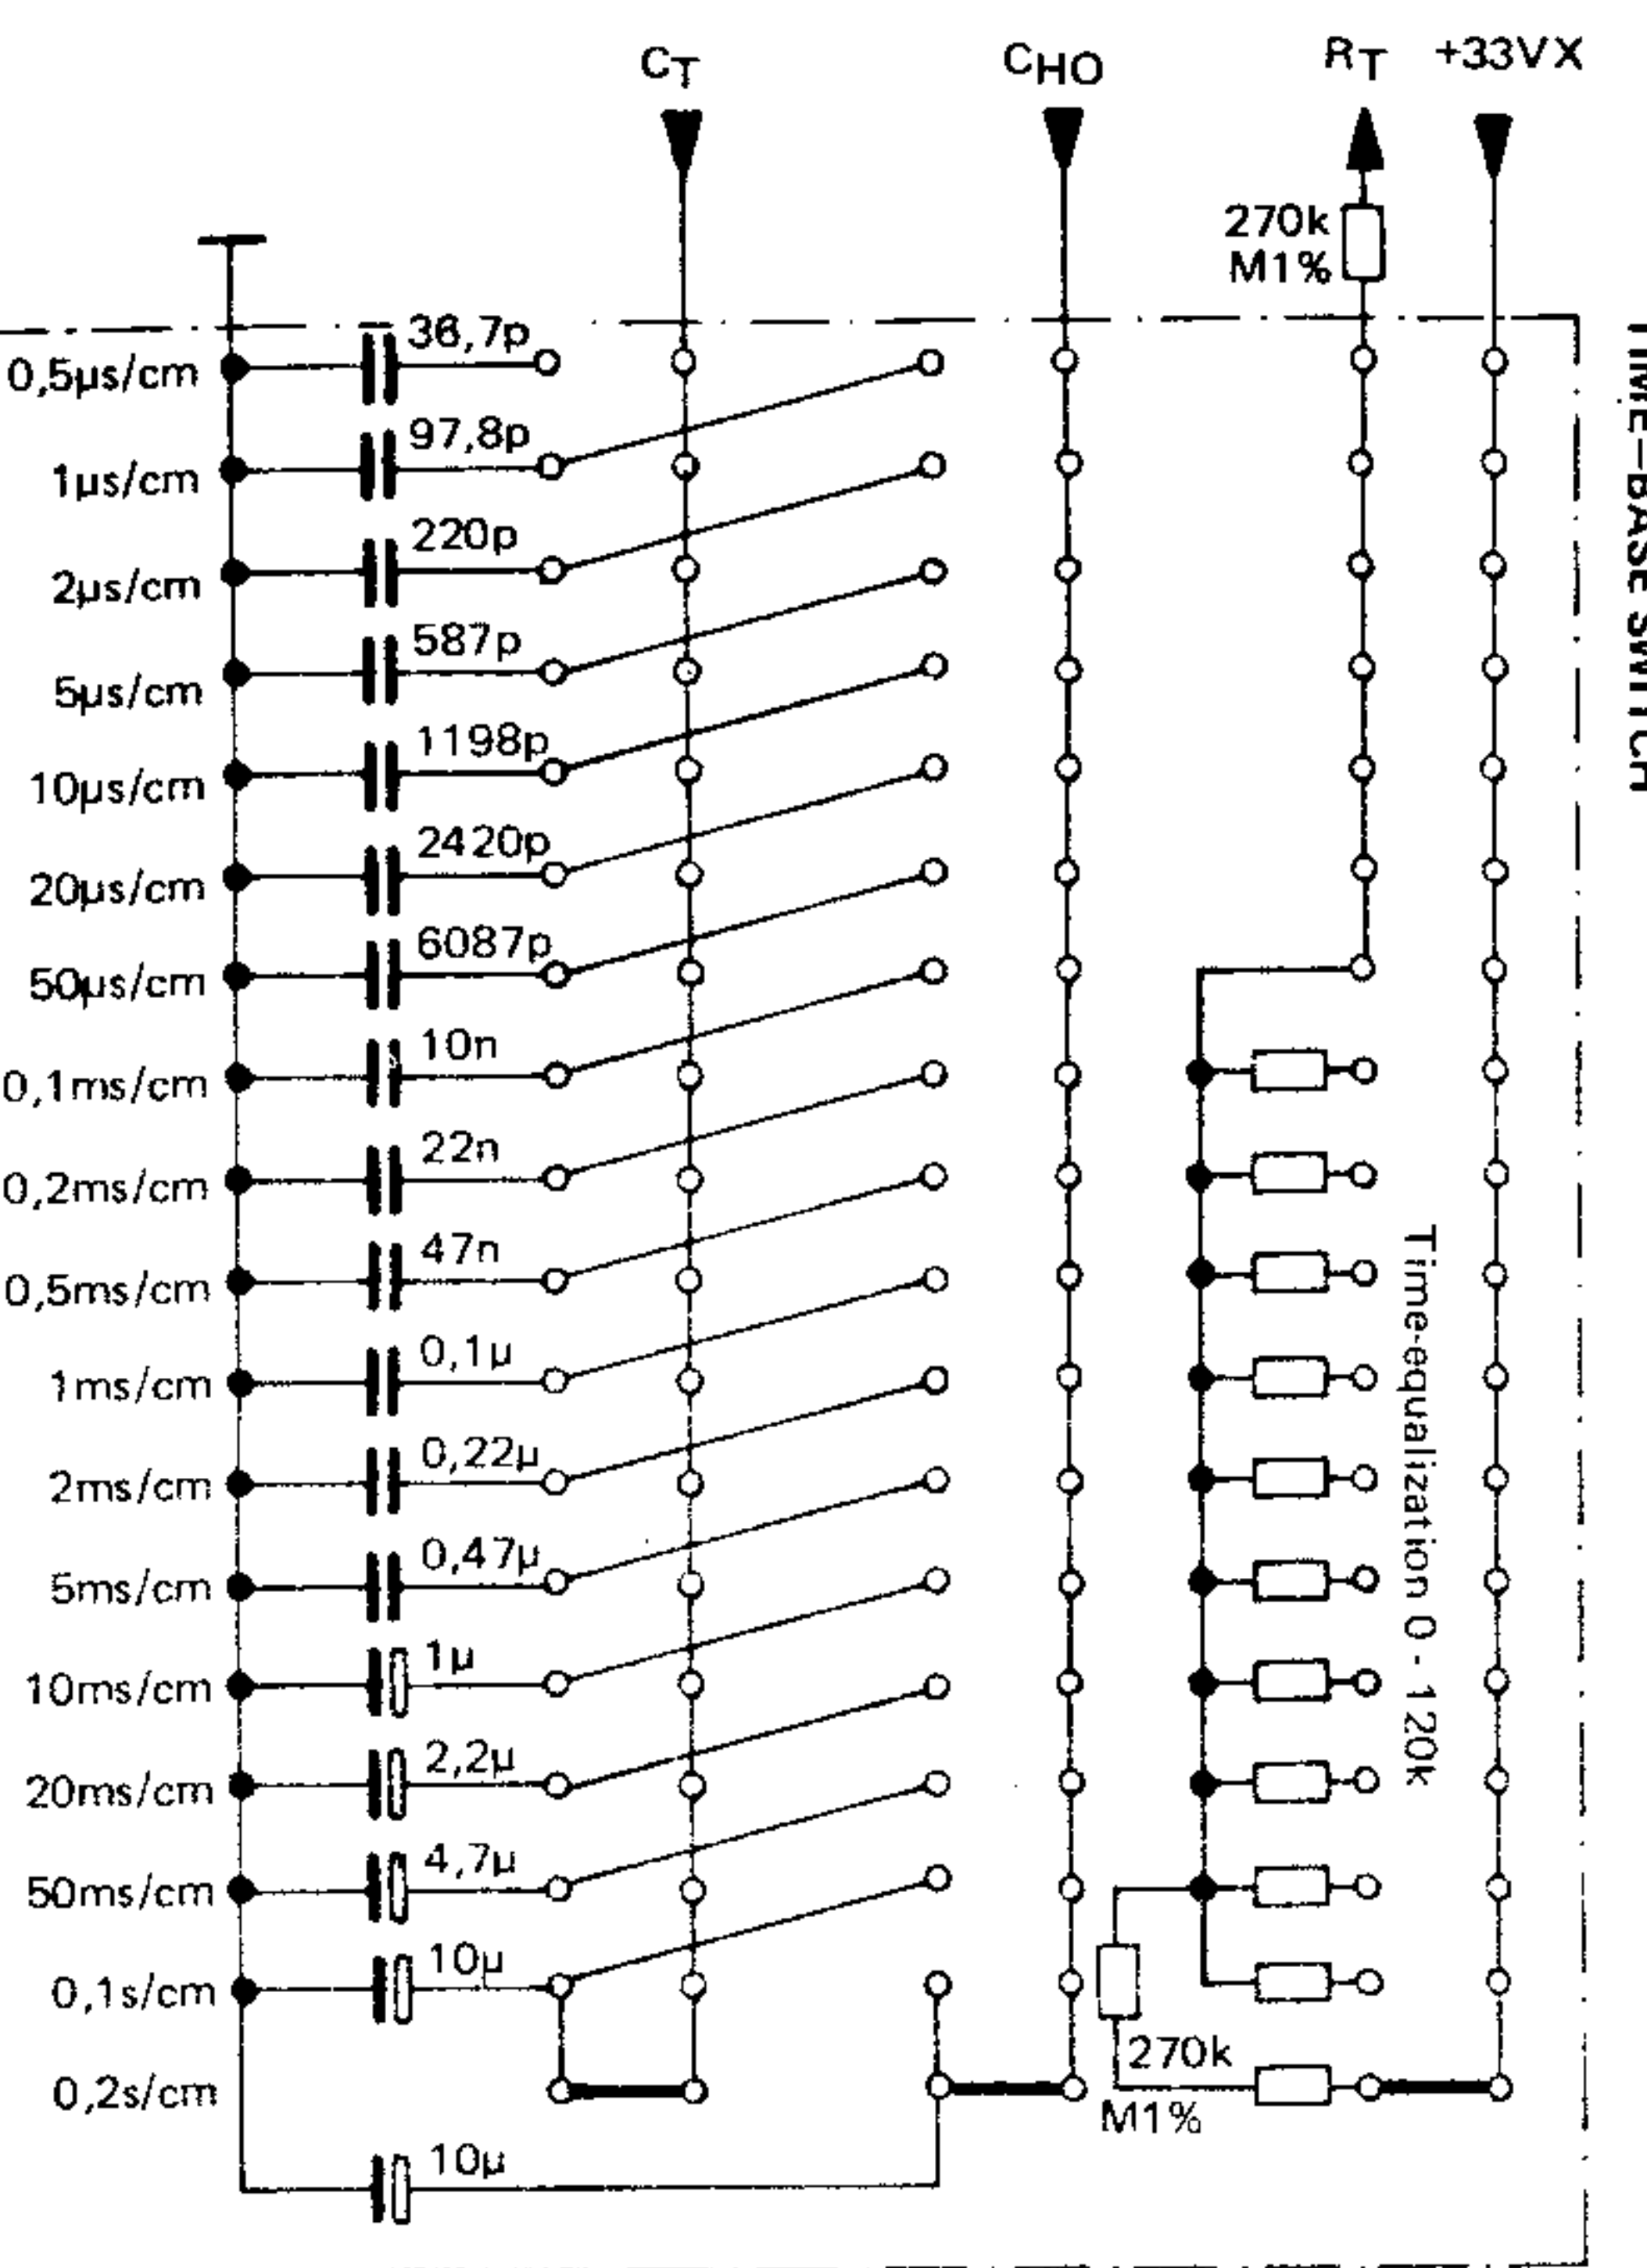 CT
CHO
RT
+33VX
270k
M1%
TIME-BASE SWITCH
0,5µs/cm
36,7p
1µs/cm
97,8p
2µs/cm
220p
5µs/cm
587p
10µs/cm
1198p
20µs/cm
2420p
50µs/cm
6087p
0,1ms/cm
10n
0,2ms/cm
22n
0,5ms/cm
47n
1ms/cm
0,1µ
2ms/cm
0,22µ
5ms/cm
0,47µ
10ms/cm
1µ
20ms/cm
2,2µ
50ms/cm
4,7µ
Time-equalization 0 - 120k
0,1s/cm
10µ
0,2s/cm
270k
M1%
10µ